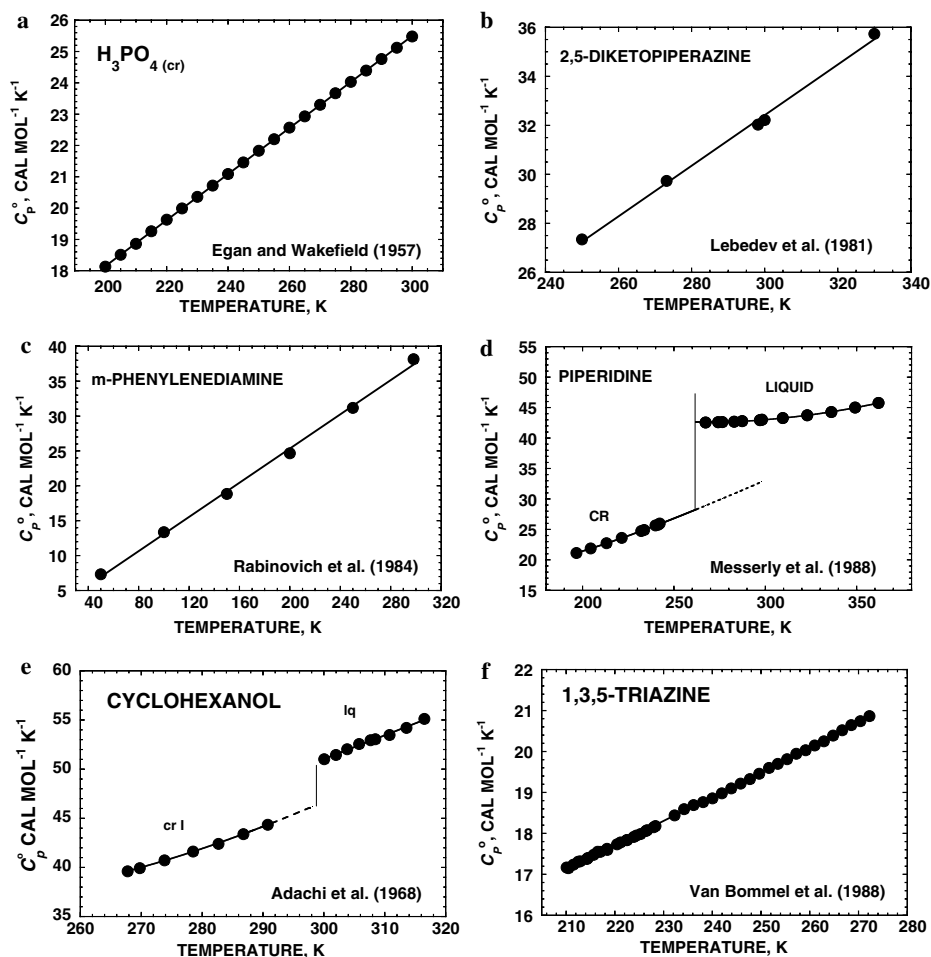 a
H3PO4 (cr)
26
25
24
23
22
21
20
19
18
CP°, CAL MOL-1 K-1
Egan and Wakefield (1957)
200 220 240 260 280 300
TEMPERATURE, K
b
2,5-DIKETOPIPERAZINE
36
34
32
30
28
26
CP°, CAL MOL-1 K-1
Lebedev et al. (1981)
240 260 280 300 320 340
TEMPERATURE, K
c
m-PHENYLENEDIAMINE
40
35
30
25
20
15
10
5
CP°, CAL MOL-1 K-1
Rabinovich et al. (1984)
40 80 120 160 200 240 280 320
TEMPERATURE, K
d
PIPERIDINE
LIQUID
CR
55
50
45
40
35
30
25
20
15
CP°, CAL MOL-1 K-1
Messerly et al. (1988)
200 250 300 350
TEMPERATURE, K
e
CYCLOHEXANOL
lq
cr I
60
55
50
45
40
35
Cp° CAL MOL-1 K-1
Adachi et al. (1968)
260 270 280 290 300 310 320
TEMPERATURE, K
f
1,3,5-TRIAZINE
22
21
20
19
18
17
16
CP°, CAL MOL-1 K-1
Van Bommel et al. (1988)
210 220 230 240 250 260 270 280
TEMPERATURE, K